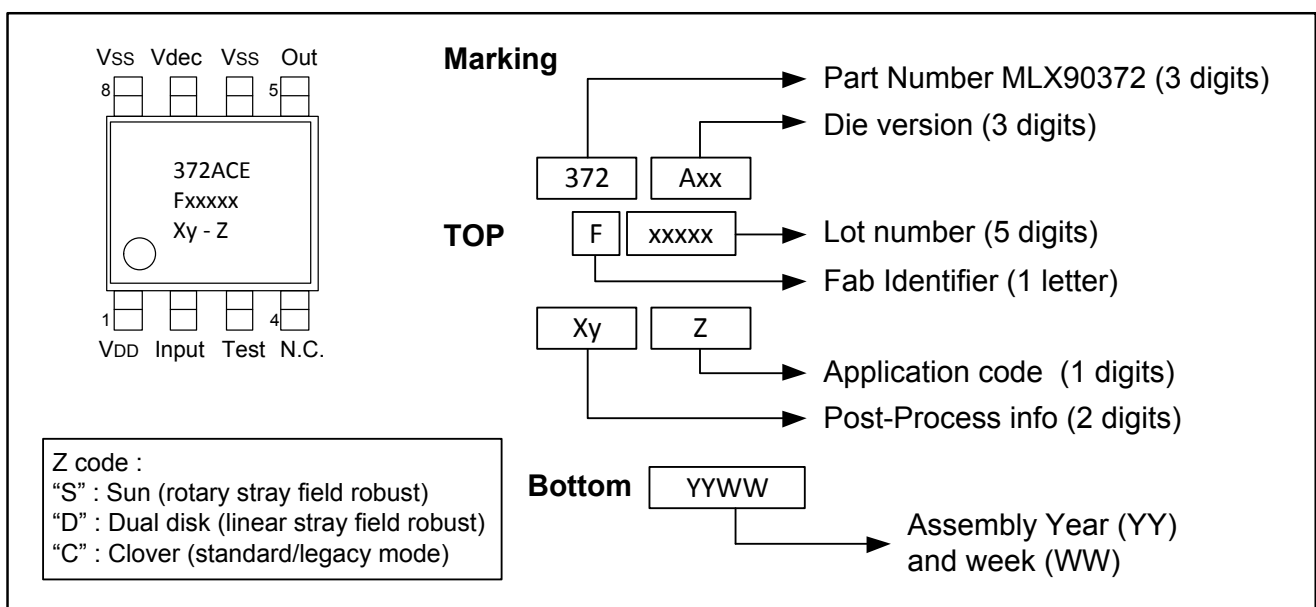 Vss Vdec Vss Out
8 5
372ACE
Fxxxxx
Xy - Z
1 4
VDD Input Test N.C.
Marking
Part Number MLX90372 (3 digits)
Die version (3 digits)
372 Axx
TOP F xxxxx Lot number (5 digits)
Fab Identifier (1 letter)
Xy Z
Application code (1 digits)
Post-Process info (2 digits)
Z code :
“S” : Sun (rotary stray field robust)
“D” : Dual disk (linear stray field robust)
“C” : Clover (standard/legacy mode)
Bottom YYWW
Assembly Year (YY)
and week (WW)